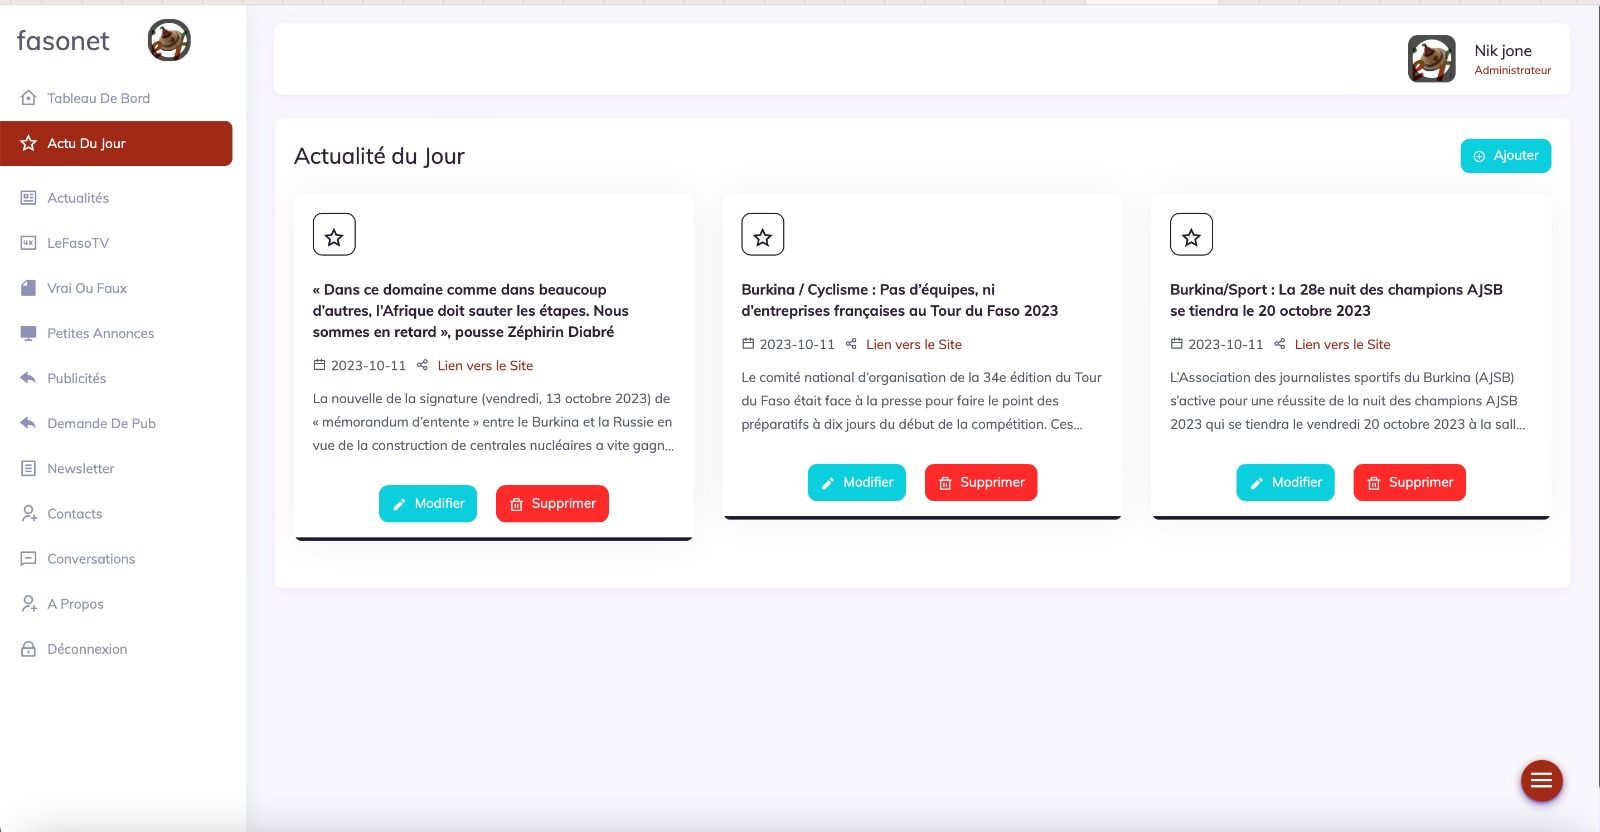 fasonet
Nik jone
Administrateur
Tableau De Bord
Actu Du Jour
Actualités
LeFasoTV
Vrai Ou Faux
Petites Annonces
Publicités
Demande De Pub
Newsletter
Contacts
Conversations
A Propos
Déconnexion
Actualité du Jour
Ajouter
« Dans ce domaine comme dans beaucoup
d'autres, l'Afrique doit sauter les étapes. Nous
sommes en retard », pousse Zéphirin Diabré
2023-10-11 Lien vers le Site
La nouvelle de la signature (vendredi, 13 octobre 2023) de
« mémorandum d'entente » entre le Burkina et la Russie en
vue de la construction de centrales nucléaires a vite gagn...
Modifier Supprimer
Burkina / Cyclisme : Pas d'équipes, ni
d'entreprises françaises au Tour du Faso 2023
2023-10-11 Lien vers le Site
Le comité national d'organisation de la 34e édition du Tour
du Faso était face à la presse pour faire le point des
préparatifs à dix jours du début de la compétition. Ces...
Modifier Supprimer
Burkina/Sport : La 28e nuit des champions AJSB
se tiendra le 20 octobre 2023
2023-10-11 Lien vers le Site
L'Association des journalistes sportifs du Burkina (AJSB)
s'active pour une réussite de la nuit des champions AJSB
2023 qui se tiendra le vendredi 20 octobre 2023 à la sall...
Modifier Supprimer